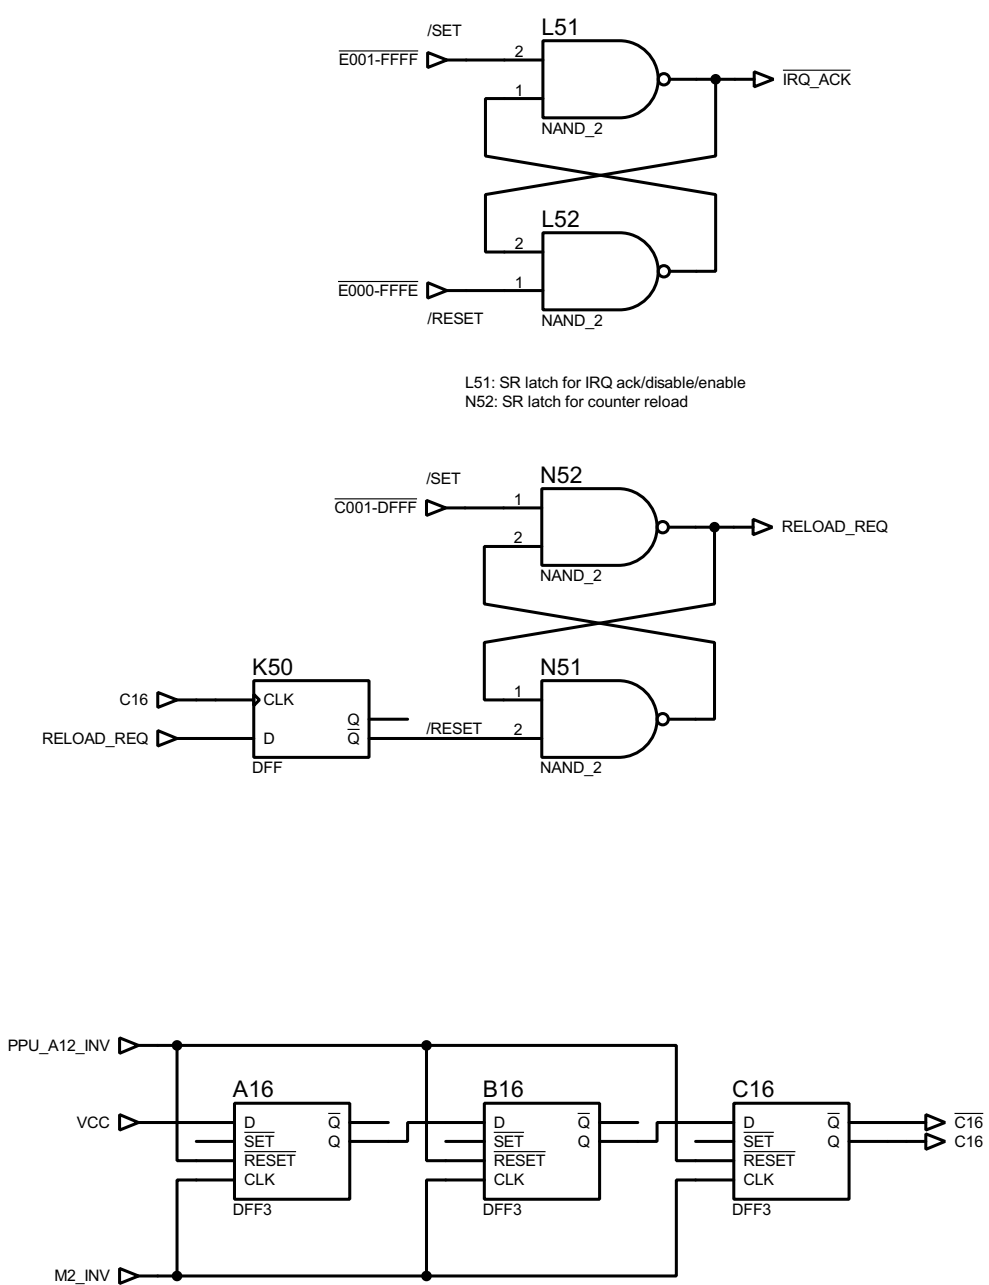 L51
/SET
E001-FFFF
2
1
IRQ_ACK
NAND_2
L52
2
E000-FFFE
1
/RESET
NAND_2
L51: SR latch for IRQ ack/disable/enable
N52: SR latch for counter reload
N52
/SET
C001-DFFF
1
2
RELOAD_REQ
NAND_2
K50
N51
C16
CLK
1
Q
RELOAD_REQ
D
Q
/RESET
2
DFF
NAND_2
PPU_A12_INV
A16
B16
C16
VCC
D
Q
SET
Q
RESET
CLK
DFF3
D
Q
SET
Q
RESET
CLK
DFF3
D
Q
SET
Q
RESET
CLK
DFF3
C16
C16
M2_INV